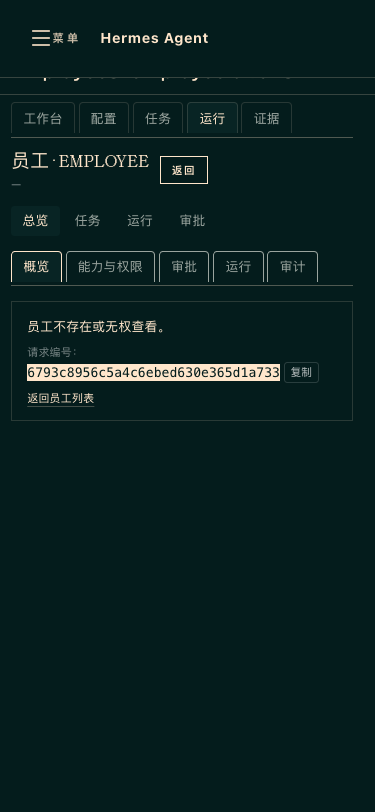 菜单 Hermes Agent
工作台 配置 任务 运行 证据
员工·EMPLOYEE 返回
—
总览 任务 运行 审批
概览 能力与权限 审批 运行 审计
员工不存在或无权查看。
请求编号：
6793c8956c5a4c6ebed630e365d1a733 复制
返回员工列表